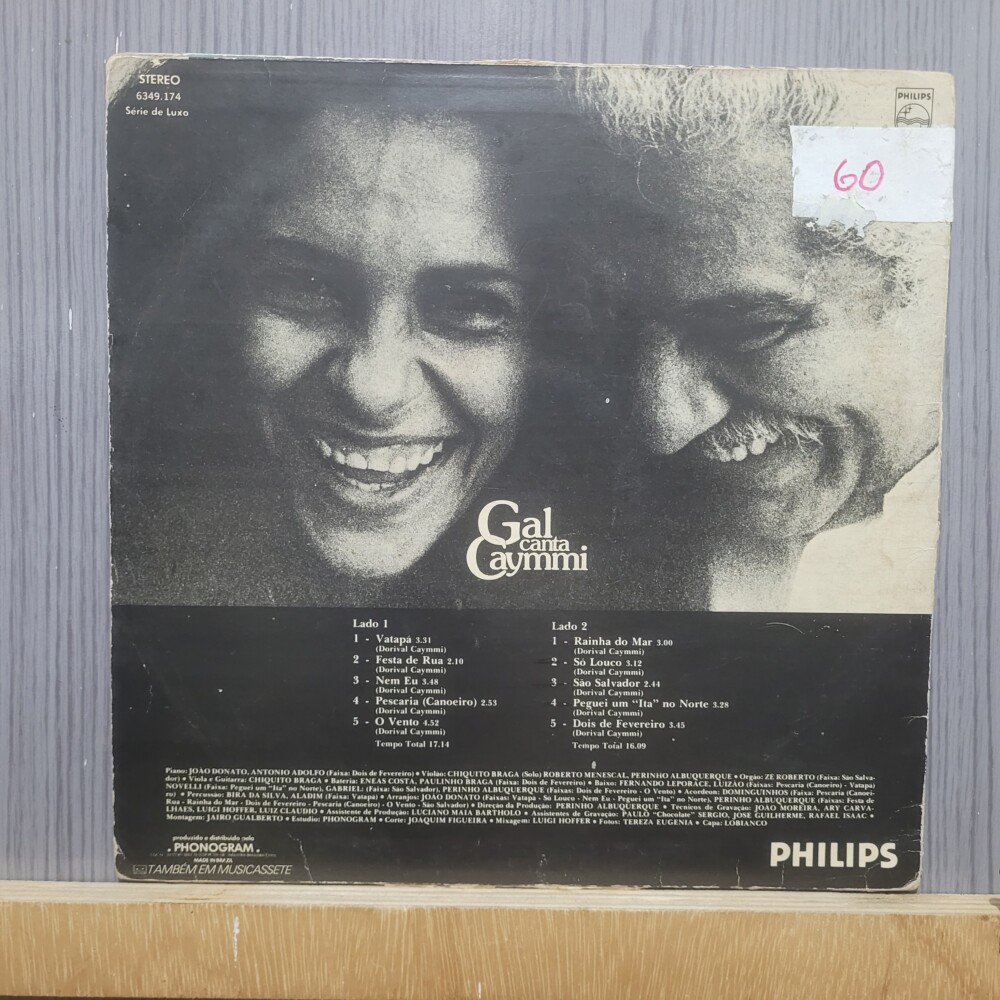 STEREO
6349.174
Série de Luxo
PHILIPS
60
Gal
canta
Caymmi
Lado 1
1 - Vatapá 3.31
(Dorival Caymmi)
2 - Festa de Rua 2.10
(Dorival Caymmi)
3 - Nem Eu 3.48
(Dorival Caymmi)
4 - Pescaria (Canoeiro) 2.53
(Dorival Caymmi)
5 - O Vento 4.52
(Dorival Caymmi)
Tempo Total 17.14
Lado 2
1 - Rainha do Mar 3.00
(Dorival Caymmi)
2 - Só Louco 3.12
(Dorival Caymmi)
3 - São Salvador 2.44
(Dorival Caymmi)
4 - Peguei um "Ita" no Norte 3.28
(Dorival Caymmi)
5 - Dois de Fevereiro 3.45
(Dorival Caymmi)
Tempo Total 16.09
Piano: JOÃO DONATO, ANTONIO ADOLFO (Faixa: Dois de Fevereiro) • Violão: CHIQUITO BRAGA (Solo) ROBERTO MENESCAL, PERINHO ALBUQUERQUE • Orgão: ZÉ ROBERTO (Faixa: São Salva-
dor) • Viola e Guitarra: CHIQUITO BRAGA • Bateria: ENEAS COSTA, PAULINHO BRAGA (Faixa: Dois de Fevereiro) • Baixo: FERNANDO LEPORACE, LUIZÃO (Faixas: Pescaria (Canoeiro) - Vatapá)
NOVELLI (Faixa: Peguei um "Ita" no Norte), GABRIEL: (Faixa: São Salvador), PERINHO ALBUQUERQUE (Faixas: Dois de Fevereiro - O Vento) • Acordeon: DOMINGUINHOS (Faixa: Pescaria (Canoei-
ro) • Percussão: BIRA DA SILVA, ALADIM (Faixa: Vatapá) • Arranjos: JOÃO DONATO (Faixas: Vatapá - Só Louco - Nem Eu - Peguei um "Ita" no Norte), PERINHO ALBUQUERQUE (Faixas: Festa de
Rua - Rainha do Mar - Dois de Fevereiro - Pescaria (Canoeiro) - O Vento - São Salvador) • Direção da Produção: PERINHO ALBUQUERQUE • Técnicos de Gravação: JOÃO MOREIRA, ARY CARVA-
LHAES, LUIGI HOFFER, LUIZ CLAUDIO • Assistente de Produção: LUCIANO MAIA BARTHOLO • Assistentes de Gravação: PAULO "Chocolate" SERGIO, JOSE GUILHERME, RAFAEL ISAAC •
Montagem: JAIRO GUALBERTO • Estudio: PHONOGRAM • Corte: JOAQUIM FIGUEIRA • Mixagem: LUIGI HOFFER • Fotos: TEREZA EUGENIA • Capa: LOBIANCO
produzido e distribuído pela
PHONOGRAM
MADE IN BRAZIL
TAMBÉM EM MUSICASSETE
PHILIPS